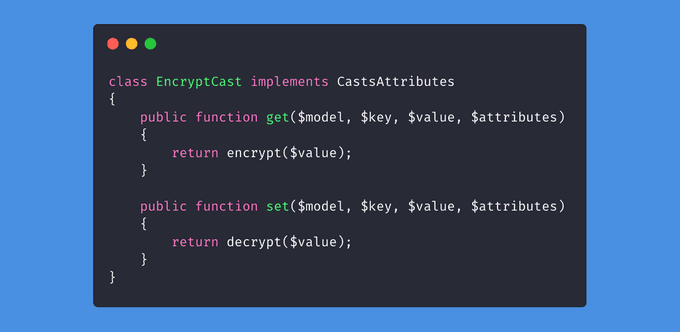 class EncryptCast implements CastsAttributes
{
    public function get($model, $key, $value, $attributes)
    {
        return encrypt($value);
    }

    public function set($model, $key, $value, $attributes)
    {
        return decrypt($value);
    }
}